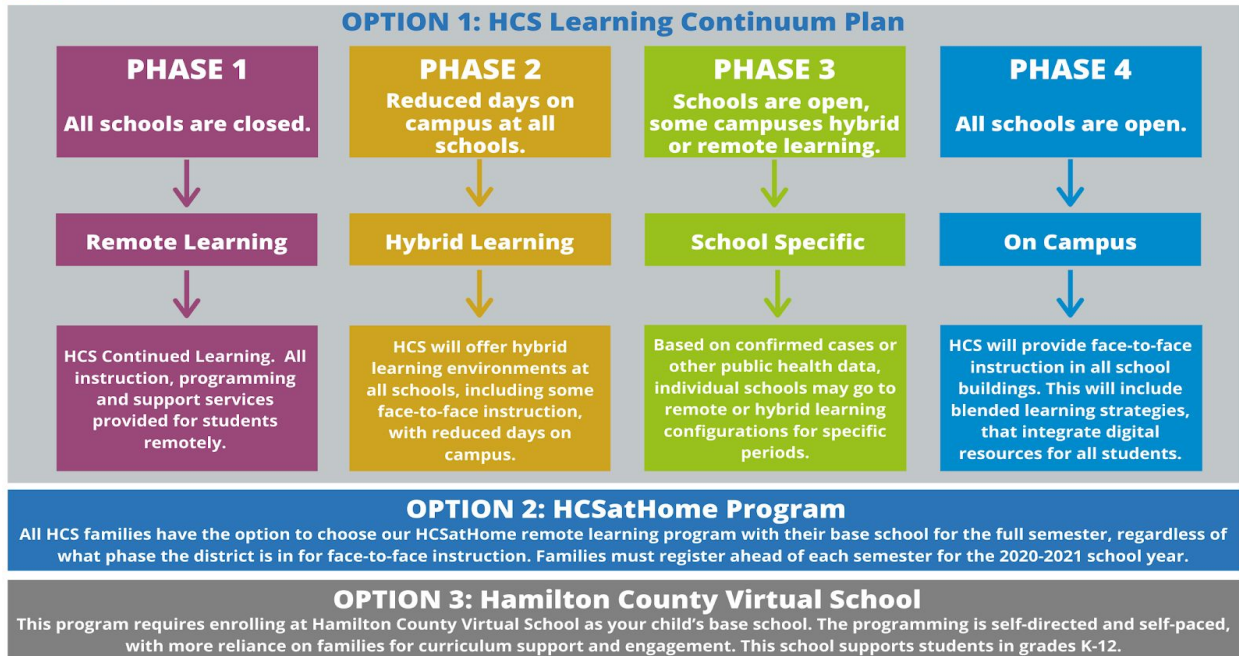 OPTION 1: HCS Learning Continuum Plan
PHASE 1
All schools are closed.
Remote Learning
HCS Continued Learning. All
instruction, programming
and support services
provided for students
remotely.
PHASE 2
Reduced days on
campus at all
schools.
Hybrid Learning
HCS will offer hybrid
learning environments at
all schools, including some
face-to-face instruction,
with reduced days on
campus.
PHASE 3
Schools are open,
some campuses hybrid
or remote learning.
School Specific
Based on confirmed cases or
other public health data,
individual schools may go to
remote or hybrid learning
configurations for specific
periods.
PHASE 4
All schools are open.
On Campus
HCS will provide face-to-face
instruction in all school
buildings. This will include
blended learning strategies,
that integrate digital
resources for all students.
OPTION 2: HCSatHome Program
All HCS families have the option to choose our HCSatHome remote learning program with their base school for the full semester, regardless of
what phase the district is in for face-to-face instruction. Families must register ahead of each semester for the 2020-2021 school year.
OPTION 3: Hamilton County Virtual School
This program requires enrolling at Hamilton County Virtual School as your child's base school. The programming is self-directed and self-paced,
with more reliance on families for curriculum support and engagement. This school supports students in grades K-12.